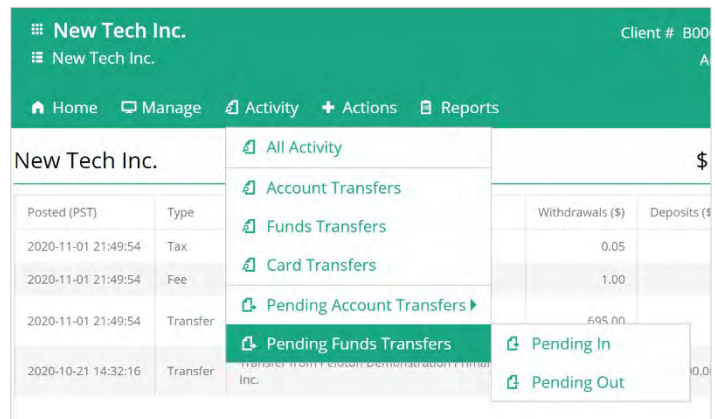 New Tech Inc.
Client # B00
New Tech Inc.
A
Home Manage Activity Actions Reports
All Activity
New Tech Inc. $
Account Transfers
Posted (PST) Type Withdrawals ($) Deposits ($
Funds Transfers
2020-11-01 21:49:54 Tax 0.05
Card Transfers
2020-11-01 21:49:54 Fee 1.00
Pending Account Transfers
2020-11-01 21:49:54 Transfer 695.00
Pending Funds Transfers Pending In
2020-10-21 14:32:16 Transfer Transfer from Peloton Demonstration 00.0
Inc.
Pending Out